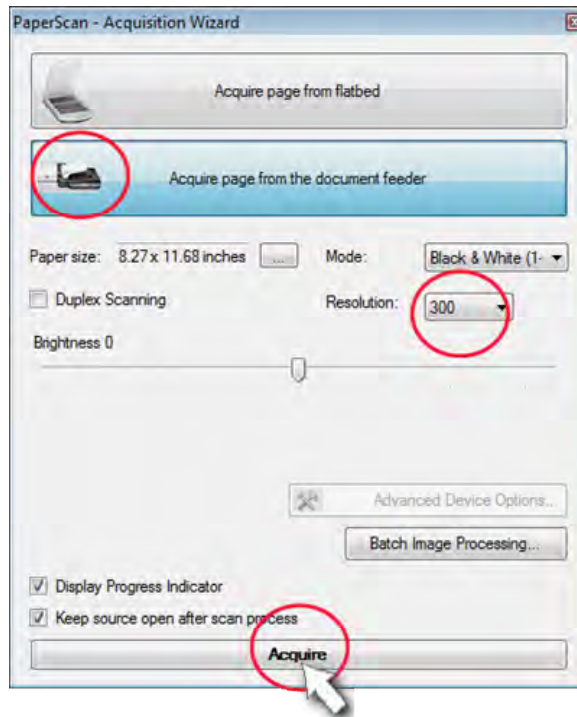 PaperScan - Acquisition Wizard
Acquire page from flatbed
Acquire page from the document feeder
Paper size: 8.27 x 11.68 inches ... Mode: Black & White (1-
Duplex Scanning Resolution: 300
Brightness 0
Advanced Device Options...
Batch Image Processing...
Display Progress Indicator
Keep source open after scan process
Acquire